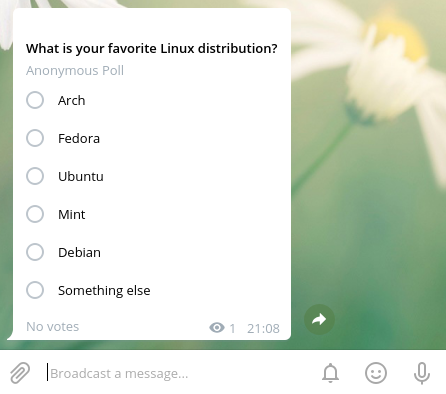 What is your favorite Linux distribution?
Anonymous Poll
Arch
Fedora
Ubuntu
Mint
Debian
Something else
No votes 1 21:08
Broadcast a message...